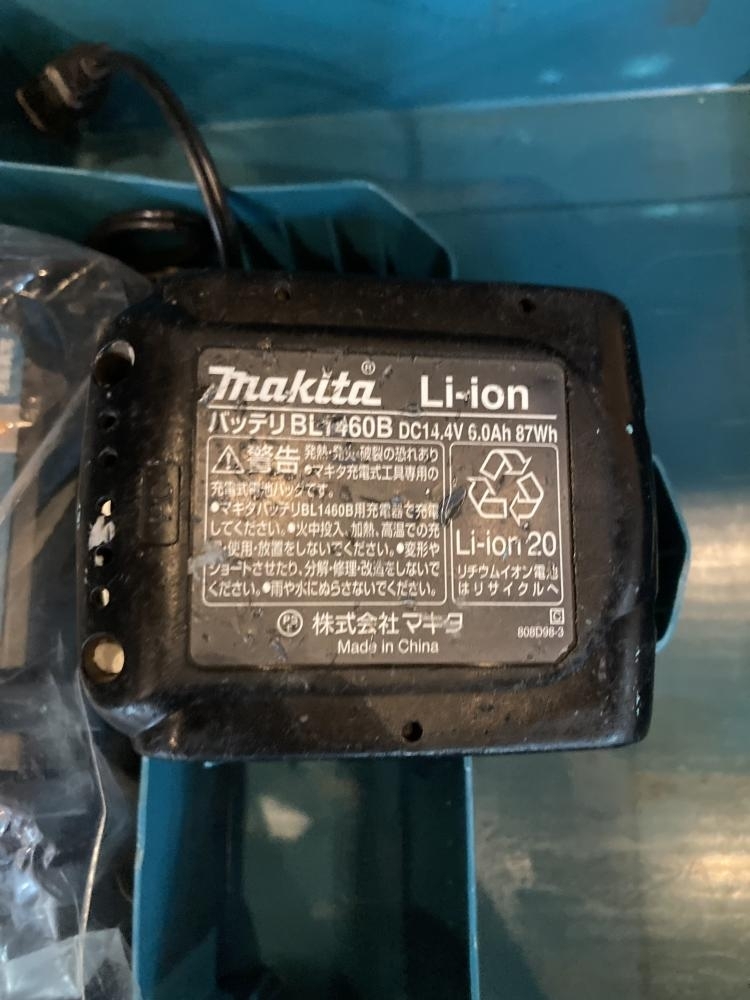 makita® Li-ion
バッテリ BL1460B DC14.4V 6.0Ah 87Wh
警告 発熱・発火・破裂の恐れあり
●マキタ充電式工具専用の
充電式電池パックです。
●マキタバッテリBL1460B用充電器で充電
してください。●火中投入、加熱、高温での充
電・使用・放置をしないでください。●変形や
ショートさせたり、分解・修理・改造をしないで
ください。●雨や水にぬらさないでください。
Li-ion 20
リチウムイオン電池
はリサイクルへ
PS E 株式会社 マキタ
Made in China
C
808D98-3